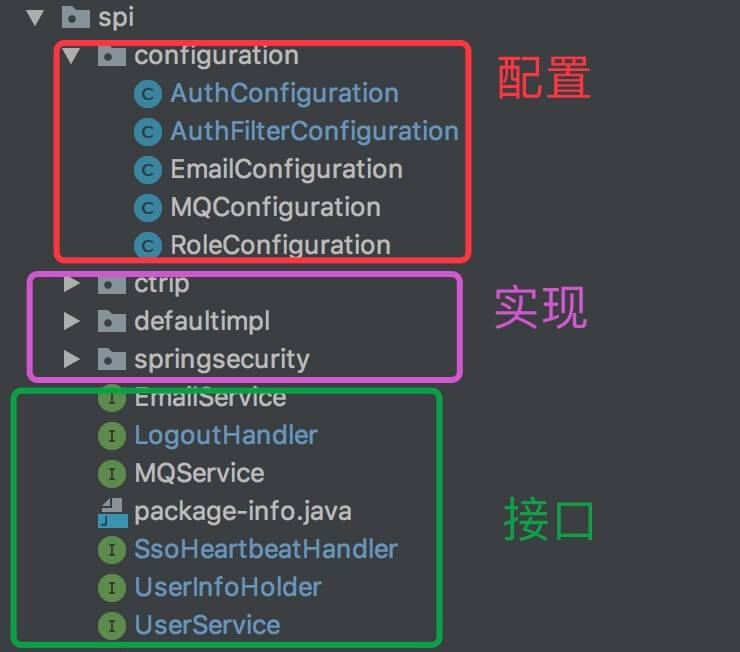 spi
configuration
配置
AuthConfiguration
AuthFilterConfiguration
EmailConfiguration
MQConfiguration
RoleConfiguration
ctrip
实现
defaultimpl
springsecurity
EmailService
LogoutHandler
MQService
package-info.java
接口
SsoHeartbeatHandler
UserInfoHolder
UserService